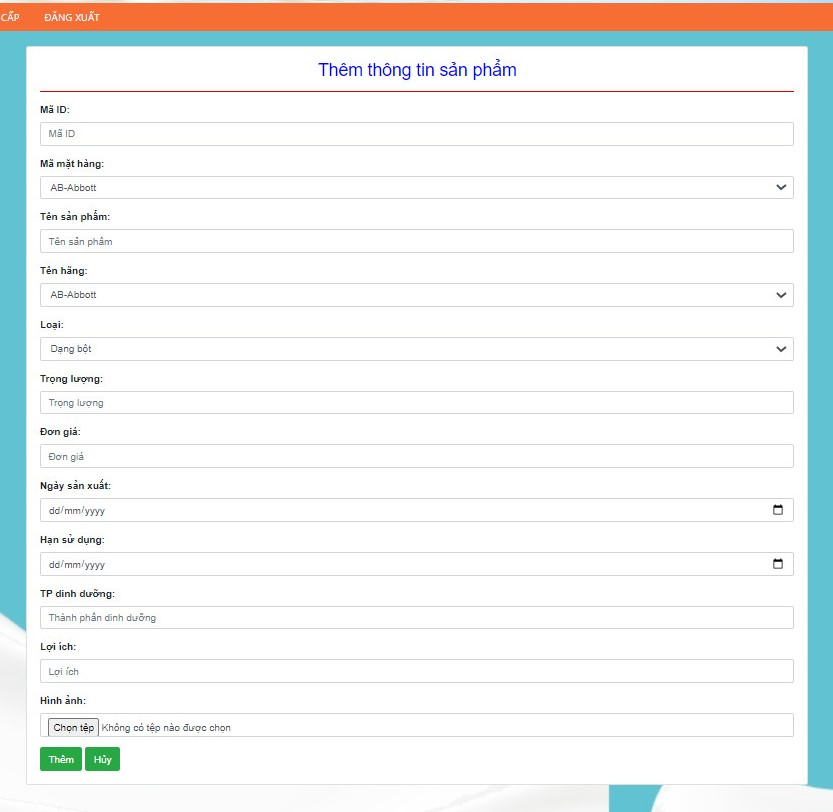 CẤP ĐĂNG XUẤT
Thêm thông tin sản phẩm
Mã ID:
Mã ID
Mã mặt hàng:
AB-Abbott
Tên sản phẩm:
Tên sản phẩm
Tên hãng:
AB-Abbott
Loại:
Dạng bột
Trọng lượng:
Trọng lượng
Đơn giá:
Đơn giá
Ngày sản xuất:
dd/mm/yyyy
Hạn sử dụng:
dd/mm/yyyy
TP dinh dưỡng:
Thành phần dinh dưỡng
Lợi ích:
Lợi ích
Hình ảnh:
Chọn tệp Không có tệp nào được chọn
Thêm Hủy